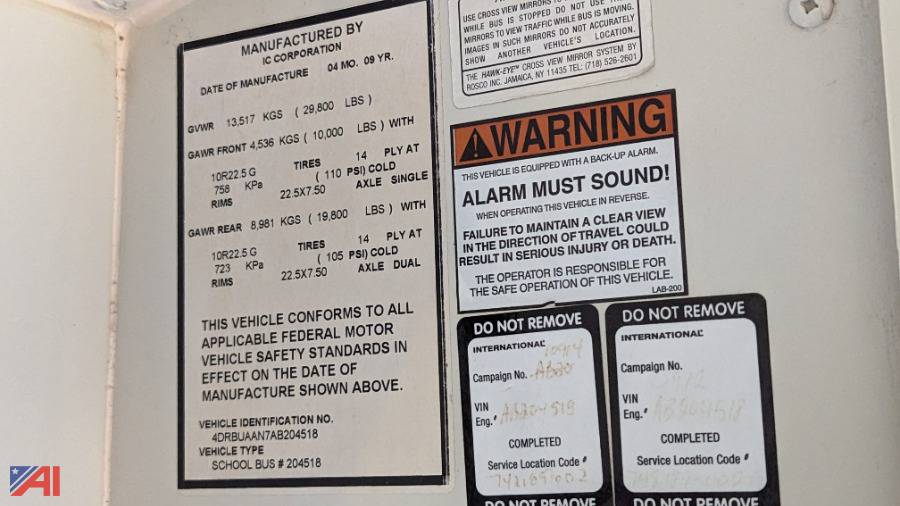 MANUFACTURED BY
IC CORPORATION
DATE OF MANUFACTURE 04 MO. 09 YR.
GVWR 13,517 KGS ( 29,800 LBS )
GAWR FRONT 4,536 KGS ( 10,000 LBS ) WITH
10R22.5 G TIRES 14 PLY AT
758 KPa ( 110 PSI) COLD
RIMS 22.5X7.50 AXLE SINGLE
GAWR REAR 8,981 KGS ( 19,800 LBS ) WITH
10R22.5 G TIRES 14 PLY AT
723 KPa ( 105 PSI) COLD
RIMS 22.5X7.50 AXLE DUAL
THIS VEHICLE CONFORMS TO ALL
APPLICABLE FEDERAL MOTOR
VEHICLE SAFETY STANDARDS IN
EFFECT ON THE DATE OF
MANUFACTURE SHOWN ABOVE.
VEHICLE IDENTIFICATION NO.
4DRBUAAN7AB204518
VEHICLE TYPE
SCHOOL BUS # 204518
USE CROSS VIEW MIRRORS TO
WHILE BUS IS STOPPED DO NOT USE
MIRRORS TO VIEW TRAFFIC WHILE BUS IS MOVING.
IMAGES IN SUCH MIRRORS DO NOT ACCURATELY
SHOW ANOTHER VEHICLE'S LOCATION.
THE HAWK-EYE™ CROSS VIEW MIRROR SYSTEM BY
ROSCO INC. JAMAICA, NY 11435 TEL: (718) 526-2601
WARNING
THIS VEHICLE IS EQUIPPED WITH A BACK-UP ALARM.
ALARM MUST SOUND!
WHEN OPERATING THIS VEHICLE IN REVERSE.
FAILURE TO MAINTAIN A CLEAR VIEW
IN THE DIRECTION OF TRAVEL COULD
RESULT IN SERIOUS INJURY OR DEATH.
THE OPERATOR IS RESPONSIBLE FOR
THE SAFE OPERATION OF THIS VEHICLE.
LAB-200
DO NOT REMOVE
INTERNATIONAL
Campaign No.
VIN
Eng.#
COMPLETED
Service Location Code #
DO NOT REMOVE
DO NOT REMOVE
INTERNATIONAL
Campaign No.
VIN
Eng.# AB204518
COMPLETED
Service Location Code #
DO NOT REMOVE
AI